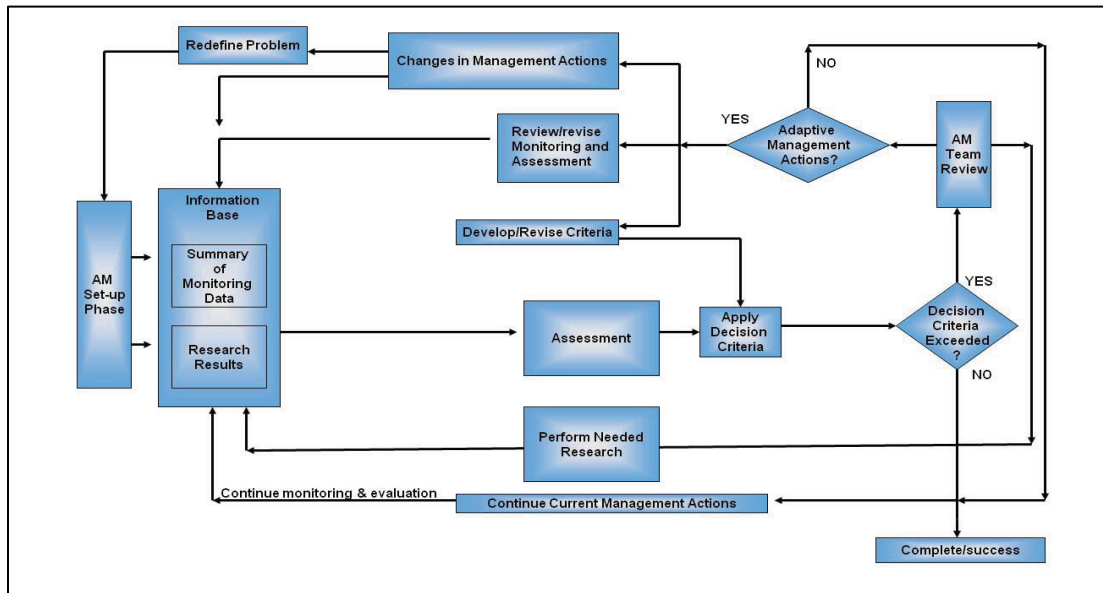 Redefine Problem
Changes in Management Actions
NO
YES
Review/revise
Monitoring and
Assessment
Adaptive
Management
Actions?
AM
Team
Review
Information
Base
AM
Set-up
Phase
Summary
of
Monitoring
Data
Develop/Revise Criteria
YES
Research
Results
Assessment
Apply
Decision
Criteria
Decision
Criteria
Exceeded
?
NO
Perform Needed
Research
Continue monitoring & evaluation
Continue Current Management Actions
Complete/success